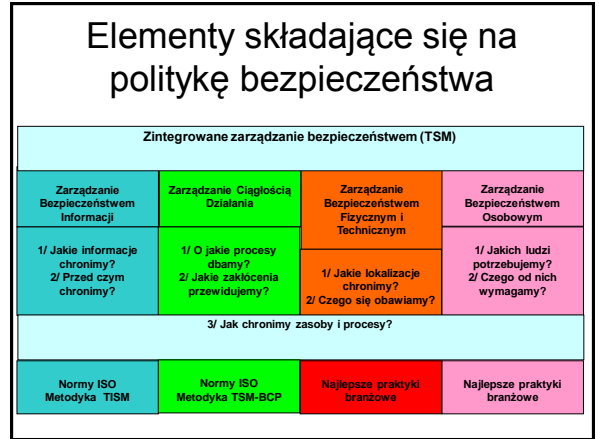 Elementy składające się na
politykę bezpieczeństwa
Zintegrowane zarządzanie bezpieczeństwem (TSM)
Zarządzanie
Bezpieczeństwem
Informacji
Zarządzanie Ciągłością
Działania
Zarządzanie
Bezpieczeństwem
Fizycznym i
Technicznym
Zarządzanie
Bezpieczeństwem
Osobowym
1/ Jakie informacje
chronimy?
2/ Przed czym
chronimy?
1/ O jakie procesy
dbamy?
2/ Jakie zakłócenia
przewidujemy?
1/ Jakie lokalizacje
chronimy?
2/ Czego się obawiamy?
1/ Jakich ludzi
potrzebujemy?
2/ Czego od nich
wymagamy?
3/ Jak chronimy zasoby i procesy?
Normy ISO
Metodyka TISM
Normy ISO
Metodyka TSM-BCP
Najlepsze praktyki
branżowe
Najlepsze praktyki
branżowe